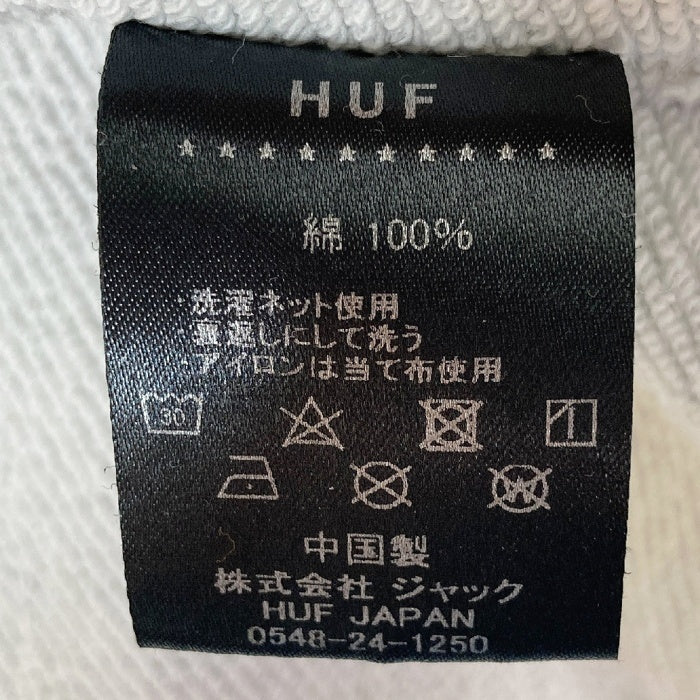 HUF
綿 100%
・洗濯ネット使用
・裏返しにして洗う
・アイロンは当て布使用
30
W
中国製
株式会社 ジャック
HUF JAPAN
0548-24-1250